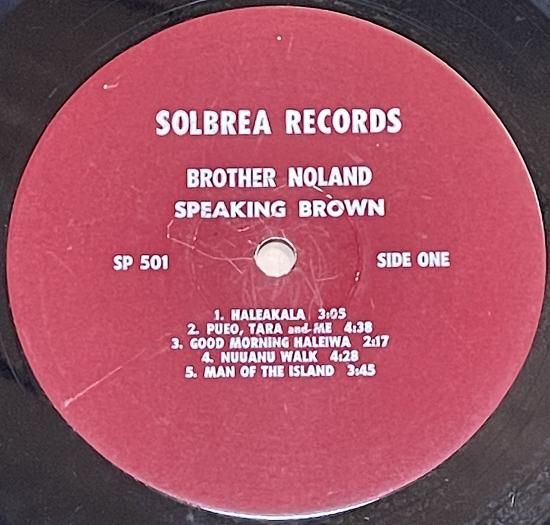 SOLBREA RECORDS
BROTHER NOLAND
SPEAKING BROWN
SP 501 SIDE ONE
1. HALEAKALA 3:05
2. PUEO, TARA and ME 4:38
3. GOOD MORNING HALEIWA 2:17
4. NUUANU WALK 4:28
5. MAN OF THE ISLAND 3:45